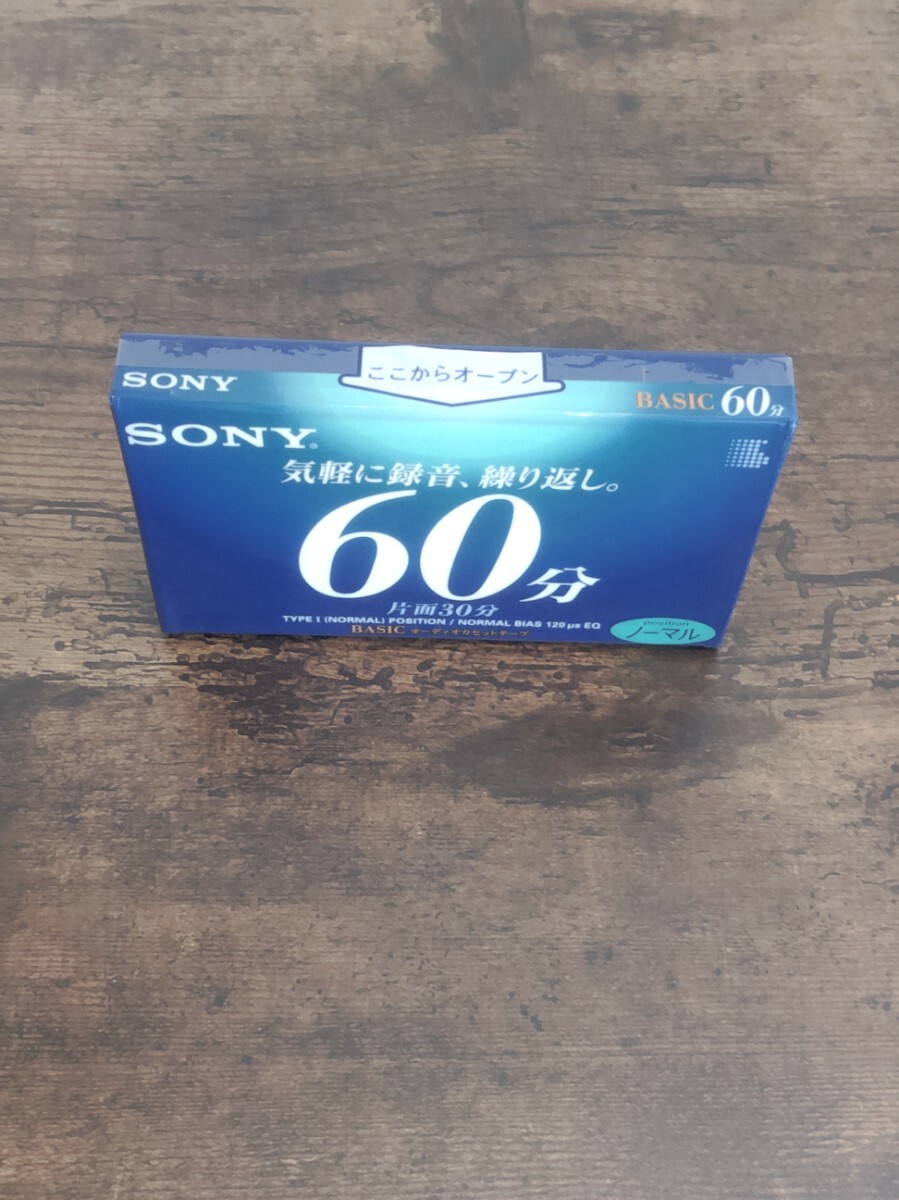 SONY
ここからオープン
BASIC 60分
SONY®
気軽に録音、繰り返し。
60分
片面30分
TYPE I (NORMAL) POSITION / NORMAL BIAS 120 μs EQ
BASIC オーディオカセットテープ
position
ノーマル